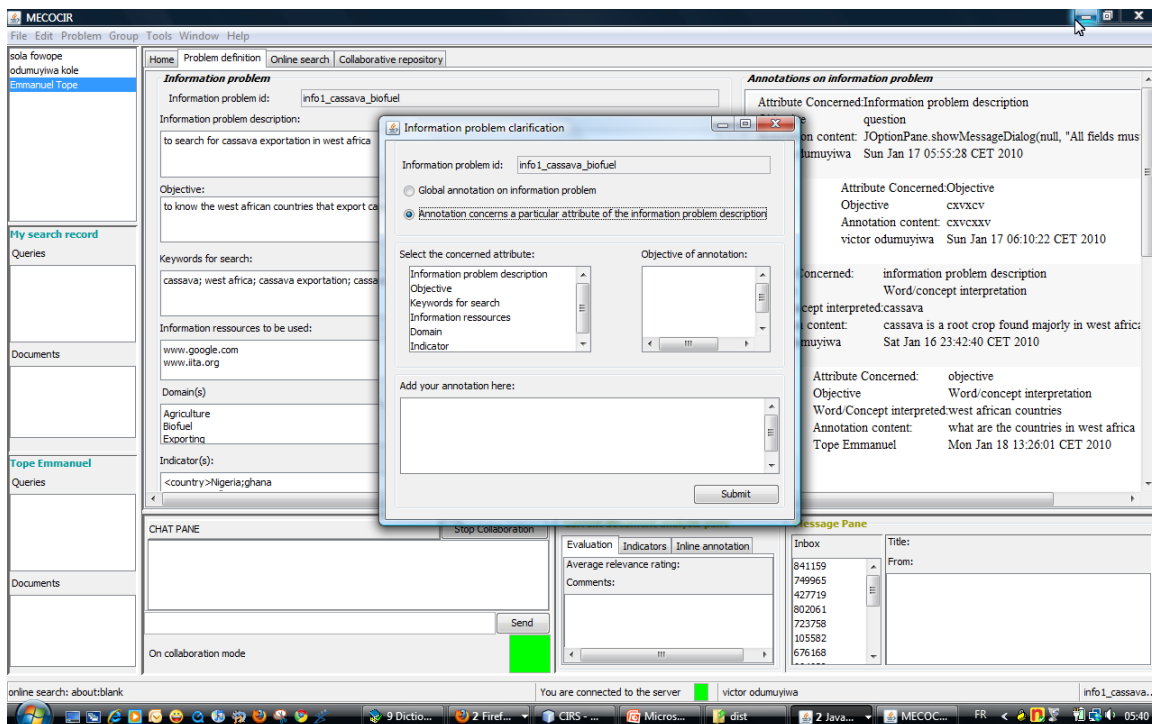 MECOCIR
File Edit Problem Group Tools Window Help
sola fowope
odumuyiwa kole
Emmanuel Tope
My search record
Queries
Documents
Tope Emmanuel
Queries
Documents
Home Problem definition Online search Collaborative repository
Information problem
Information problem id: info1_cassava_biofuel
Information problem description:
to search for cassava exportation in west africa
Objective:
to know the west african countries that export ca
Keywords for search:
cassava; west africa; cassava exportation; cassa
Information ressources to be used:
www.google.com
www.iita.org
Domain(s)
Agriculture
Biofuel
Exporting
Indicator(s):
<country>Nigeria;ghana
Information problem clarification
Information problem id: info1_cassava_biofuel
Global annotation on information problem
Annotation concerns a particular attribute of the information problem description
Select the concerned attribute:
Information problem description
Objective
Keywords for search
Information ressources
Domain
Indicator
Objective of annotation:
Add your annotation here:
Submit
Annotations on information problem
Attribute Concerned:Information problem description
question
on content: JOptionPane.showMessageDialog(null, "All fields mus
lumuyiwa Sun Jan 17 05:55:28 CET 2010
Attribute Concerned:Objective
Objective cxvxcv
Annotation content: cxvcxxv
victor odumuyiwa Sun Jan 17 06:10:22 CET 2010
oncerned: information problem description
Word/concept interpretation
cept interpreted:cassava
content: cassava is a root crop found majorly in west africa
muyiwa Sat Jan 16 23:42:40 CET 2010
Attribute Concerned: objective
Objective Word/concept interpretation
Word/Concept interpreted:west african countries
Annotation content: what are the countries in west africa
Tope Emmanuel Mon Jan 18 13:26:01 CET 2010
CHAT PANE
Stop Collaboration
Send
On collaboration mode
Evaluation Indicators Inline annotation
Average relevance rating:
Comments:
Message Pane
Inbox
841159
749965
427719
802061
723758
105582
676168
Title:
From:
online search: about:blank
You are connected to the server
victor odumuyiwa
info1_cassava..
9 Dictio...
2 Firef...
CIRS - ...
Micros...
dist
2 Java...
MECOC...
FR
05:40